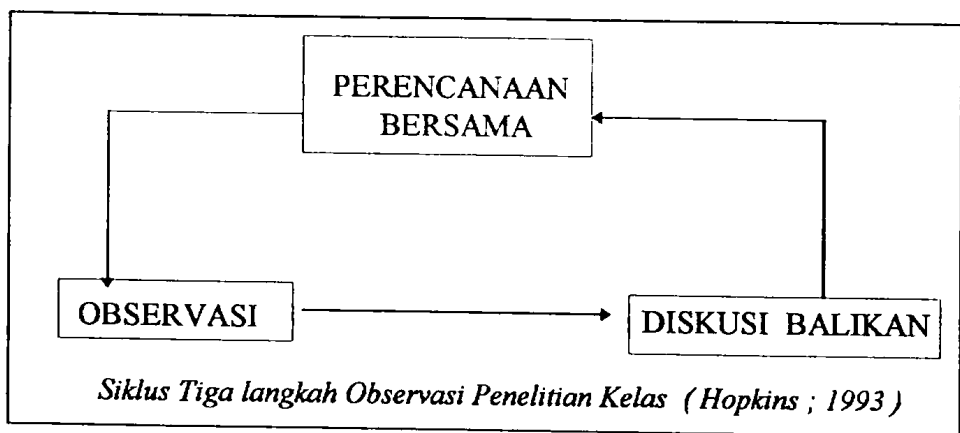 PERENCANAAN
BERSAMA
OBSERVASI
DISKUSI BALIKAN
Siklus Tiga langkah Observasi Penelitian Kelas ( Hopkins ; 1993 )